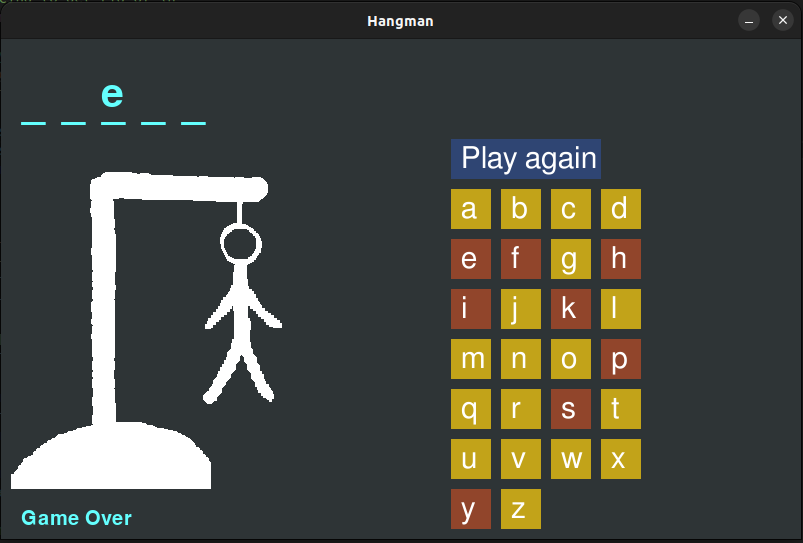 Hangman
e
_ _ _ _ _
Play again
a b c d
e f g h
i j k l
m n o p
q r s t
u v w x
y z
Game Over